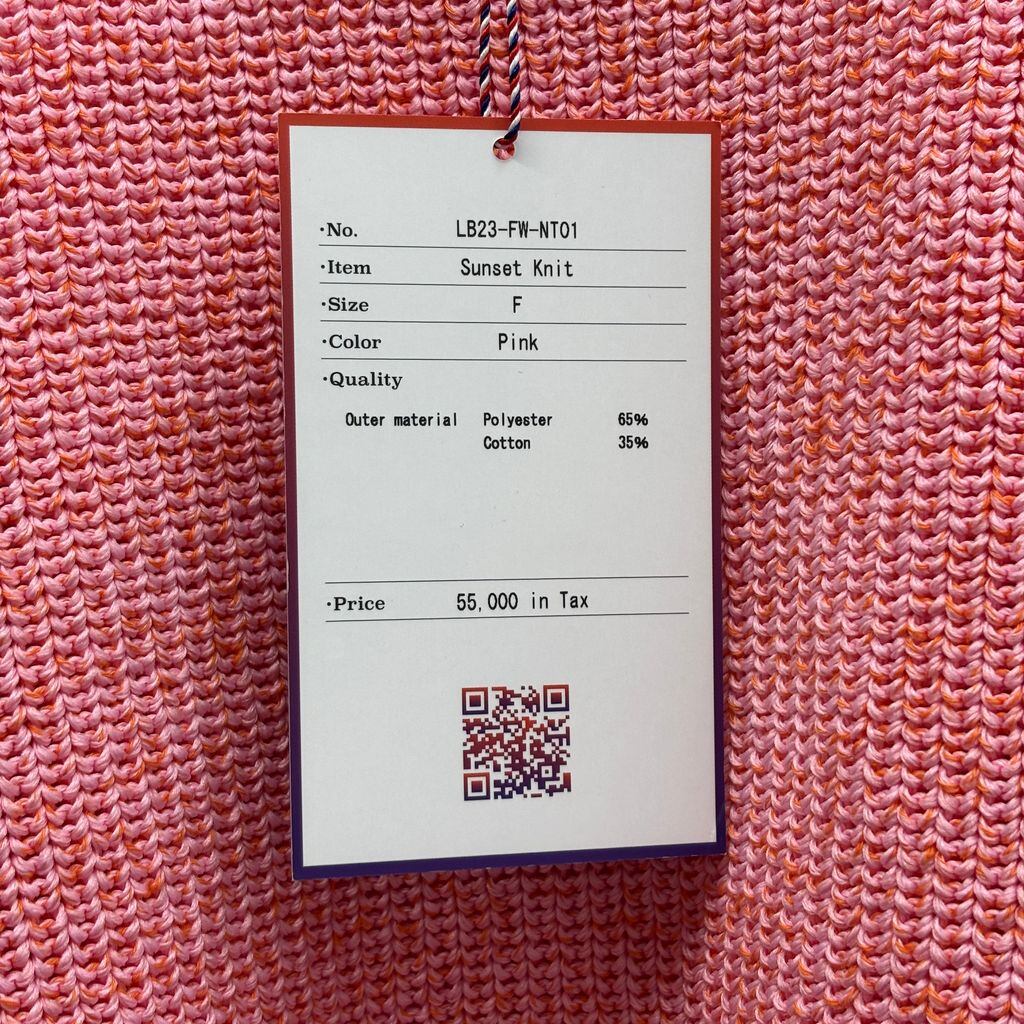 ·No. LB23-FW-NT01
·Item Sunset Knit
·Size F
·Color Pink
·Quality
Outer material Polyester 65%
Cotton 35%
·Price 55,000 in Tax